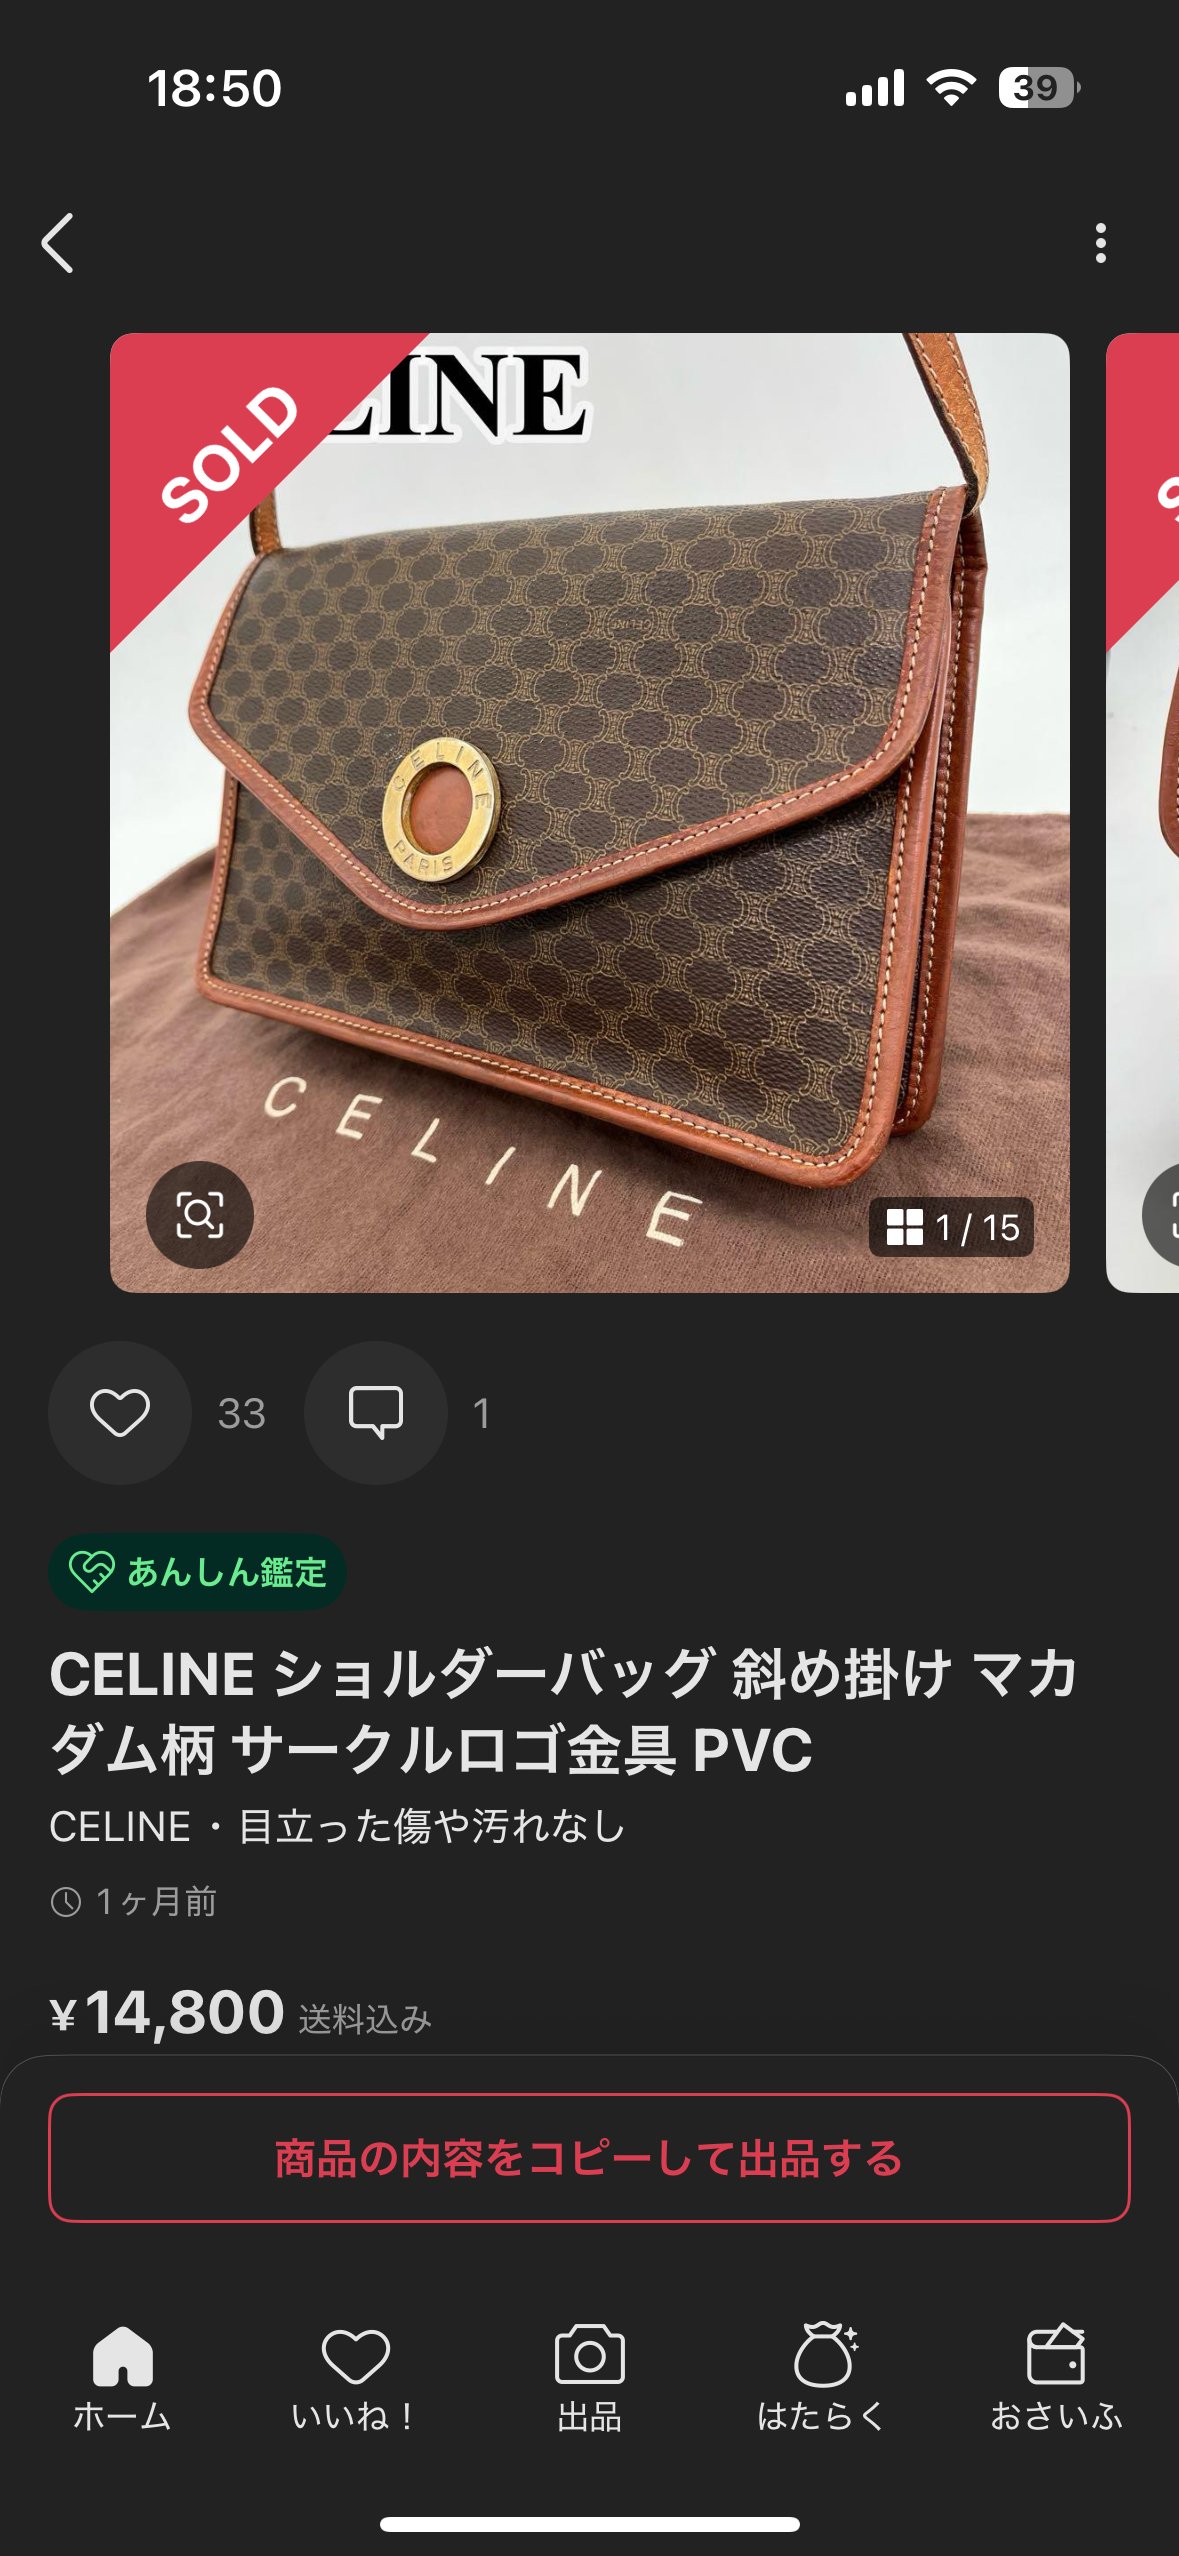 18:50
39
SOLD
LINE
CELINE
PARIS
CELINE
1 / 15
33
1
あんしん鑑定
CELINE ショルダーバッグ 斜め掛け マカ
ダム柄 サークルロゴ金具 PVC
CELINE・目立った傷や汚れなし
1ヶ月前
¥14,800 送料込み
商品の内容をコピーして出品する
ホーム
いいね！
出品
はたらく
おさいふ